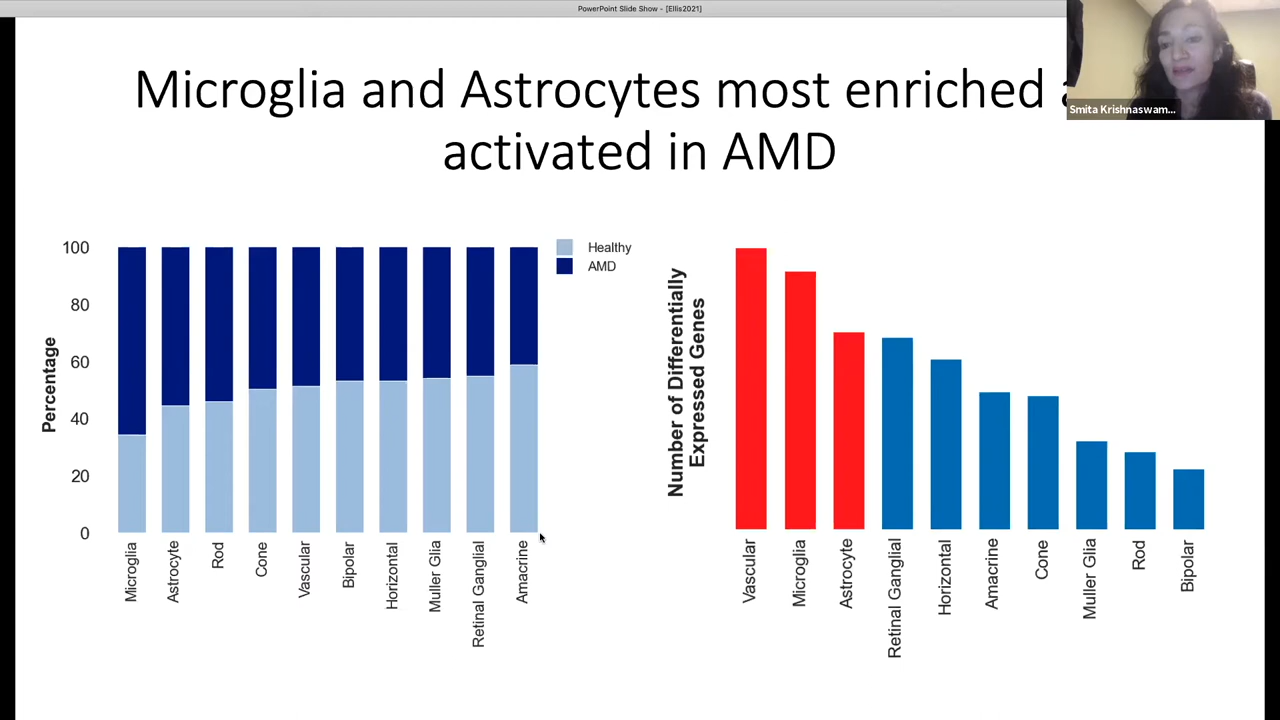 PowerPoint Slide Show - [Ellis2021]
Smita Krishnaswam...
Microglia and Astrocytes most enriched
activated in AMD
Percentage
100
80
60
40
20
0
Healthy
AMD
Microglia
Astrocyte
Rod
Cone
Vascular
Bipolar
Horizontal
Muller Glia
Retinal Ganglial
Amacrine
Number of Differentially
Expressed Genes
Vascular
Microglia
Astrocyte
Retinal Ganglial
Horizontal
Amacrine
Cone
Muller Glia
Rod
Bipolar